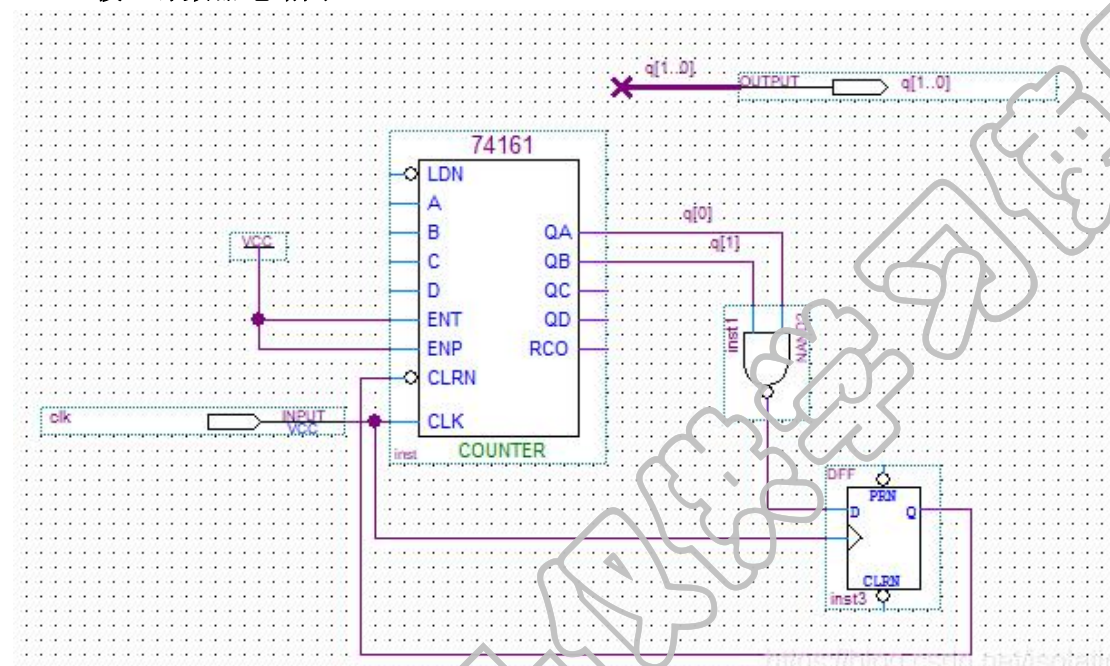 q[1..0]
OUTPUT
q[1..0]
74161
LDN
A
B
C
D
ENT
ENP
CLRN
CLK
QA
QB
QC
QD
RCO
COUNTER
inst
VCC
clk
INPUT
VCC
q[0]
q[1]
inst1
NAND2
DFF
PRN
D
Q
CLRN
inst3